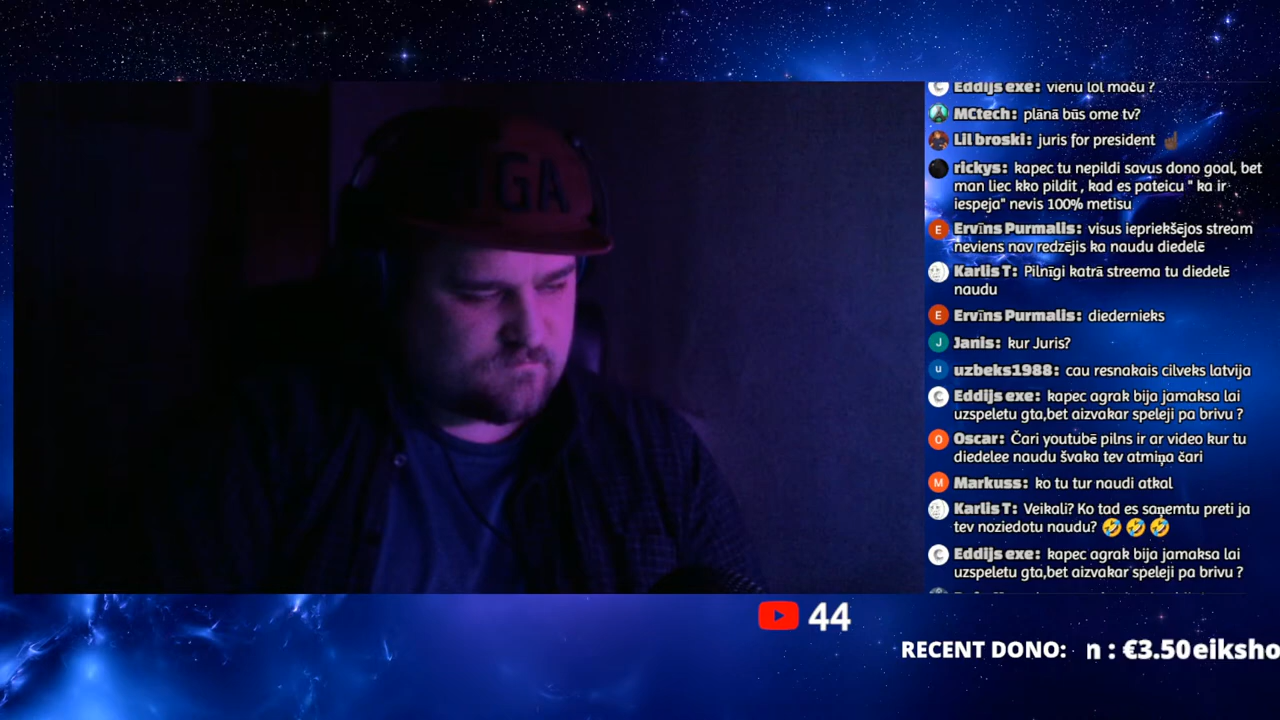 GA
Eddijs exe: vienu lol maču ?
MCtech: plānā būs ome tv?
Lil broski: juris for president
rickys: kapec tu nepildi savus dono goal, bet
man liec kko pildit , kad es pateicu " ka ir
iespeja" nevis 100% metisu
E
Ervīns Purmalis: visus iepriekšējos stream
neviens nav redzējis ka naudu diedelē
Karlis T: Pilnīgi katrā streema tu diedelē
naudu
E
Ervīns Purmalis: diedernieks
J
Janis: kur Juris?
u
uzbeks1988: cau resnakais cilveks latvija
C
Eddijs exe: kapec agrak bija jamaksa lai
uzspeletu gta,bet aizvakar speleji pa brivu ?
O
Oscar: Čari youtubē pilns ir ar video kur tu
diedelee naudu švaka tev atmiņa čari
M
Markuss: ko tu tur naudi atkal
Karlis T: Veikali? Ko tad es saņemtu preti ja
tev noziedotu naudu? 🤣 🤣 🤣
C
Eddijs exe: kapec agrak bija jamaksa lai
uzspeletu gta,bet aizvakar speleji pa brivu ?
44
RECENT DONO: n : €3.50 eiksho